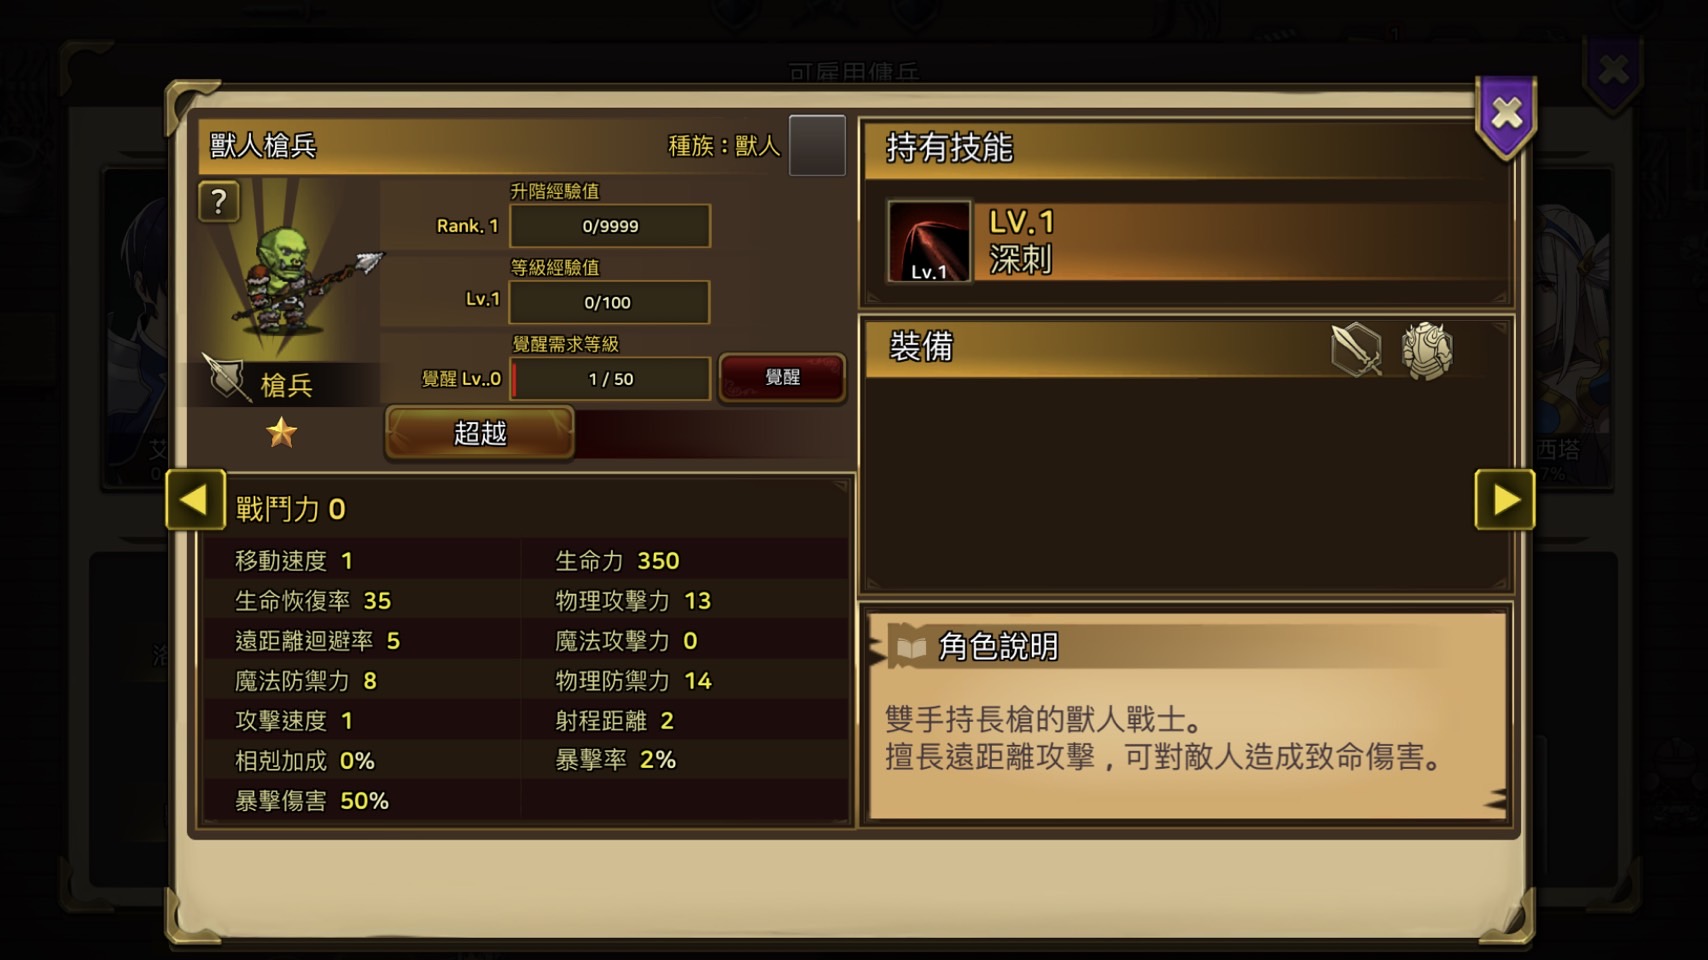 可雇用傭兵
獸人槍兵
種族：獸人
?
升階經驗值
Rank. 1
0/9999
等級經驗值
Lv.1
0/100
覺醒需求等級
覺醒 Lv..0
1 / 50
覺醒
槍兵
超越
戰鬥力 0
移動速度 1
生命力 350
生命恢復率 35
物理攻擊力 13
遠距離迴避率 5
魔法攻擊力 0
魔法防禦力 8
物理防禦力 14
攻擊速度 1
射程距離 2
相剋加成 0%
暴擊率 2%
暴擊傷害 50%
持有技能
Lv.1
LV.1
深刺
裝備
角色說明
雙手持長槍的獸人戰士。
擅長遠距離攻擊，可對敵人造成致命傷害。
西塔
7%